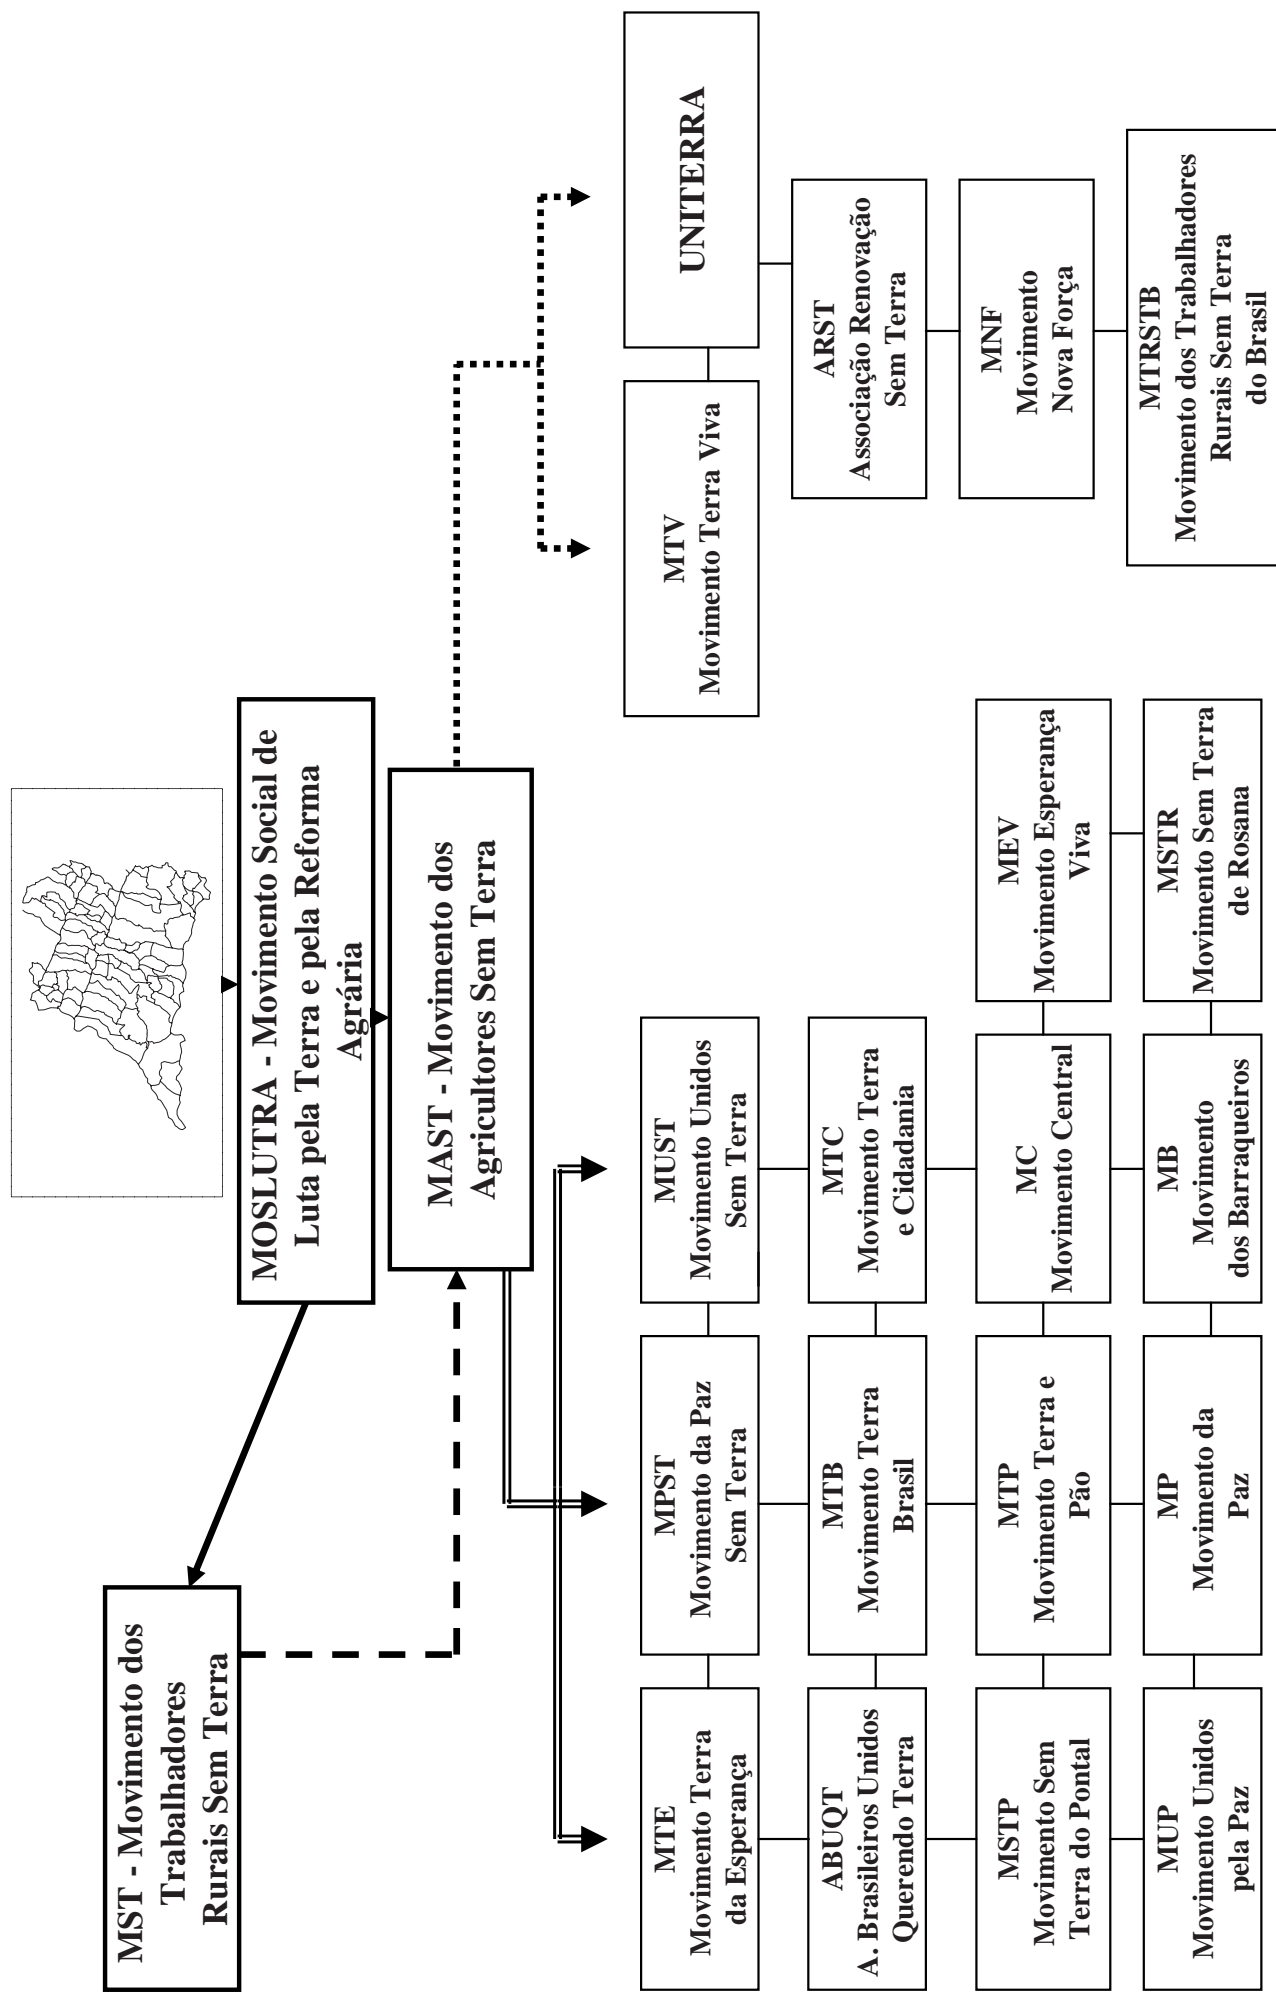 MST - Movimento dos
Trabalhadores
Rurais Sem Terra
MOSLUTRA - Movimento Social de
Luta pela Terra e pela Reforma
Agrária
MAST - Movimento dos
Agricultores Sem Terra
MTE
Movimento Terra
da Esperança
MPST
Movimento da Paz
Sem Terra
MUST
Movimento Unidos
Sem Terra
MTV
Movimento Terra Viva
UNITERRA
ABUQT
A. Brasileiros Unidos
Querendo Terra
MTB
Movimento Terra
Brasil
MTC
Movimento Terra
e Cidadania
ARST
Associação Renovação
Sem Terra
MSTP
Movimento Sem
Terra do Pontal
MTP
Movimento Terra e
Pão
MC
Movimento Central
MEV
Movimento Esperança
Viva
MNF
Movimento
Nova Força
MUP
Movimento Unidos
pela Paz
MP
Movimento da
Paz
MB
Movimento
dos Barraqueiros
MSTR
Movimento Sem Terra
de Rosana
MTRSTB
Movimento dos Trabalhadores
Rurais Sem Terra
do Brasil